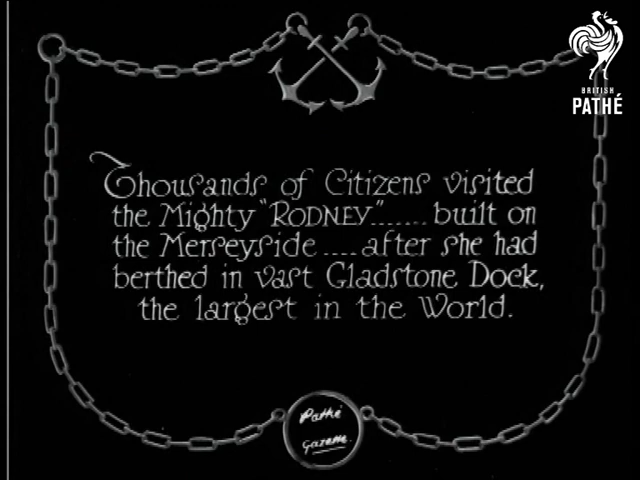 BRITISH
PATHÉ
Thousands of Citizens visited
the Mighty "RODNEY"...... built on
the Merseyside .... after she had
berthed in vast Gladstone Dock,
the largest in the World.
Pathé
Gazette.